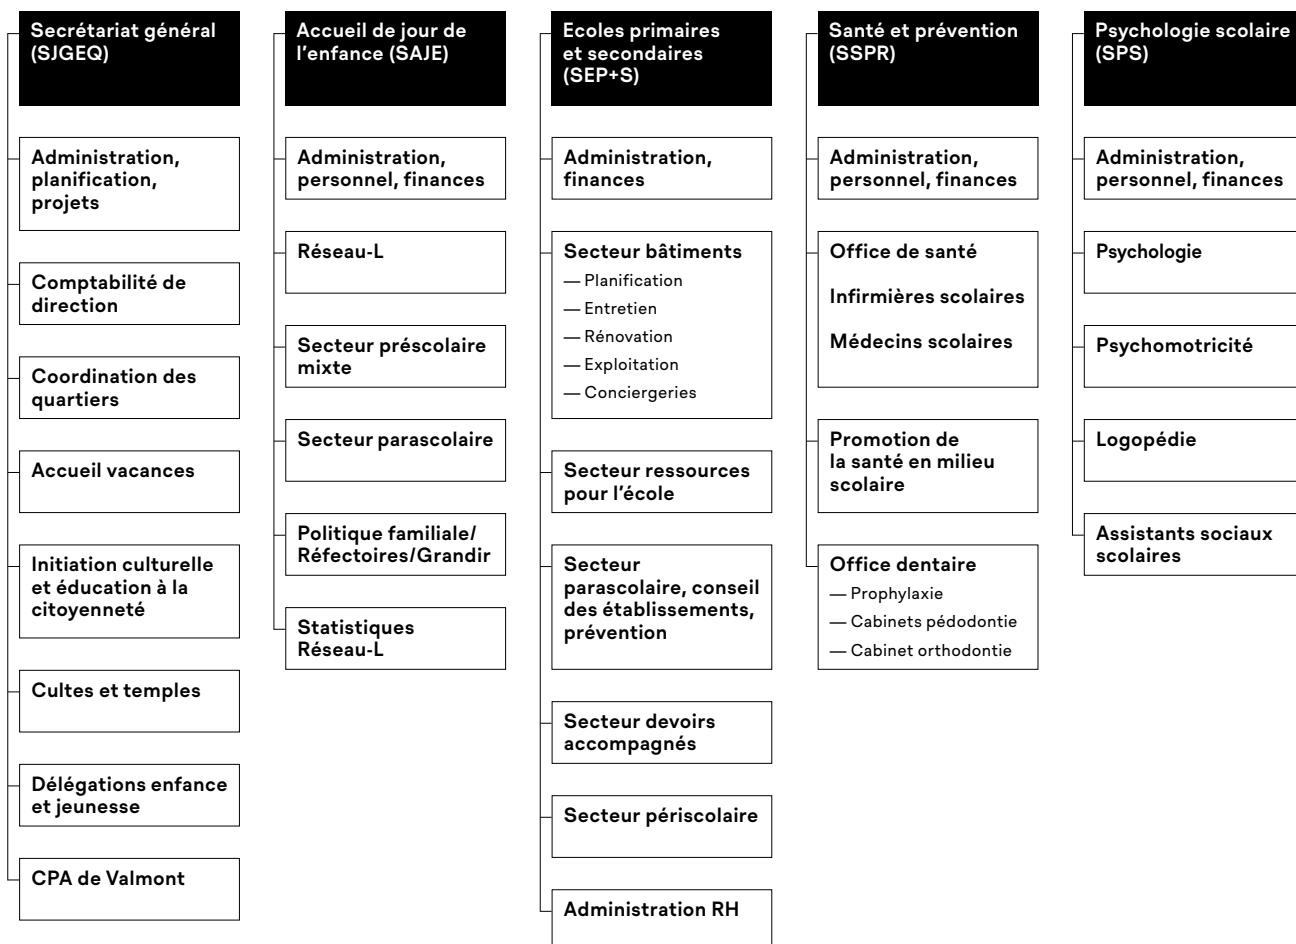 Secrétariat général
(SJGEQ)
Administration,
planification,
projets
Comptabilité de
direction
Coordination des
quartiers
Accueil vacances
Initiation culturelle
et éducation à la
citoyenneté
Cultes et temples
Délégations enfance
et jeunesse
CPA de Valmont
Accueil de jour de
l'enfance (SAJE)
Administration,
personnel, finances
Réseau-L
Secteur préscolaire
mixte
Secteur parascolaire
Politique familiale/
Réfectoires/Grandir
Statistiques
Réseau-L
Ecoles primaires
et secondaires
(SEP+S)
Administration,
finances
Secteur bâtiments
— Planification
— Entretien
— Rénovation
— Exploitation
— Conciergeries
Secteur ressources
pour l'école
Secteur
parascolaire, conseil
des établissements,
prévention
Secteur devoirs
accompagnés
Secteur périscolaire
Administration RH
Santé et prévention
(SSPR)
Administration,
personnel, finances
Office de santé
Infirmières scolaires
Médecins scolaires
Promotion de
la santé en milieu
scolaire
Office dentaire
— Prophylaxie
— Cabinets pédodontie
— Cabinet orthodontie
Psychologie scolaire
(SPS)
Administration,
personnel, finances
Psychologie
Psychomotricité
Logopédie
Assistants sociaux
scolaires